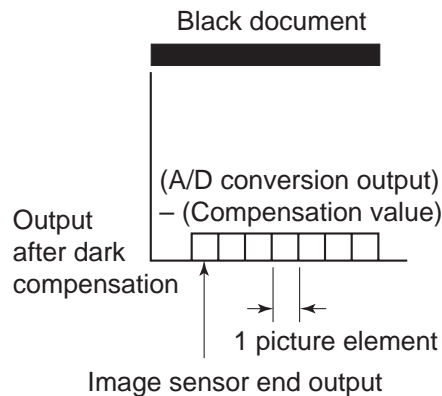 Black document
(A/D conversion output)
– (Compensation value)
Output
after dark
compensation
1 picture element
Image sensor end output